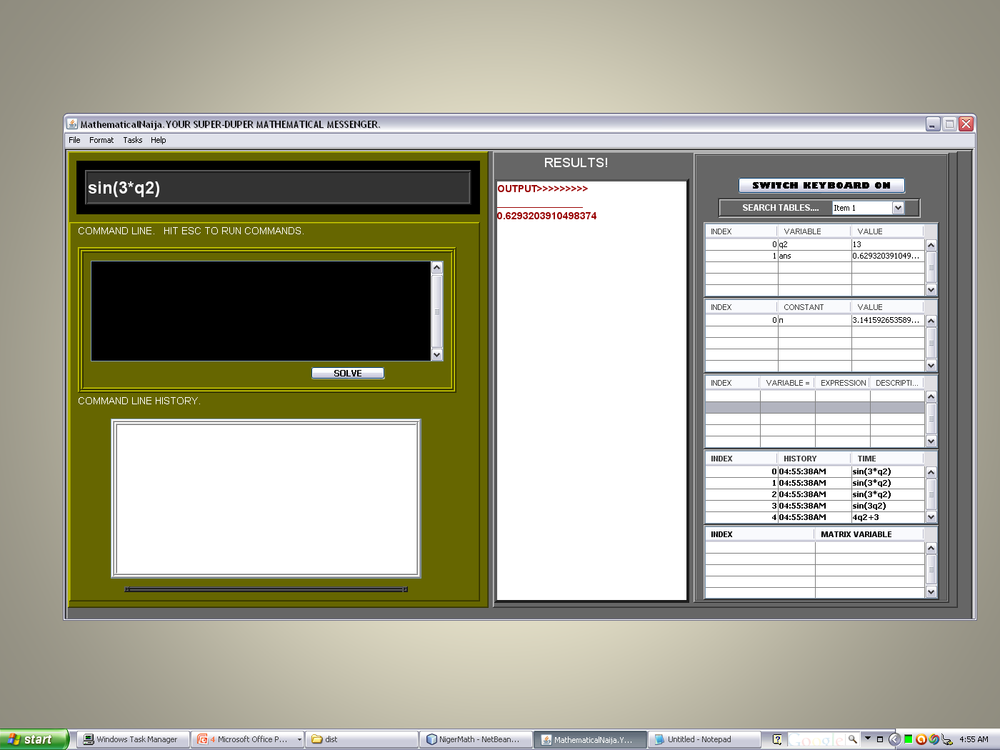 MathematicalNaija.YOUR SUPER-DUPER MATHEMATICAL MESSENGER.
File Format Tasks Help
sin(3*q2)
COMMAND LINE. HIT ESC TO RUN COMMANDS.
SOLVE
COMMAND LINE HISTORY.
RESULTS!
OUTPUT>>>>>>>>>
0.6293203910498374
SWITCH KEYBOARD ON
SEARCH TABLES.... Item 1
INDEX VARIABLE VALUE
0 q2 13
1 ans 0.629320391049...
INDEX CONSTANT VALUE
0 π 3.141592653589...
INDEX VARIABLE = EXPRESSION DESCRIPTI...
INDEX HISTORY TIME
0 04:55:38AM sin(3*q2)
1 04:55:38AM sin(3*q2)
2 04:55:38AM sin(3*q2)
3 04:55:38AM sin(3q2)
4 04:55:38AM 4q2+3
INDEX MATRIX VARIABLE
start Windows Task Manager 4 Microsoft Office P... dist NigerMath - NetBean... MathematicalNaija.Y... Untitled - Notepad Google 4:55 AM